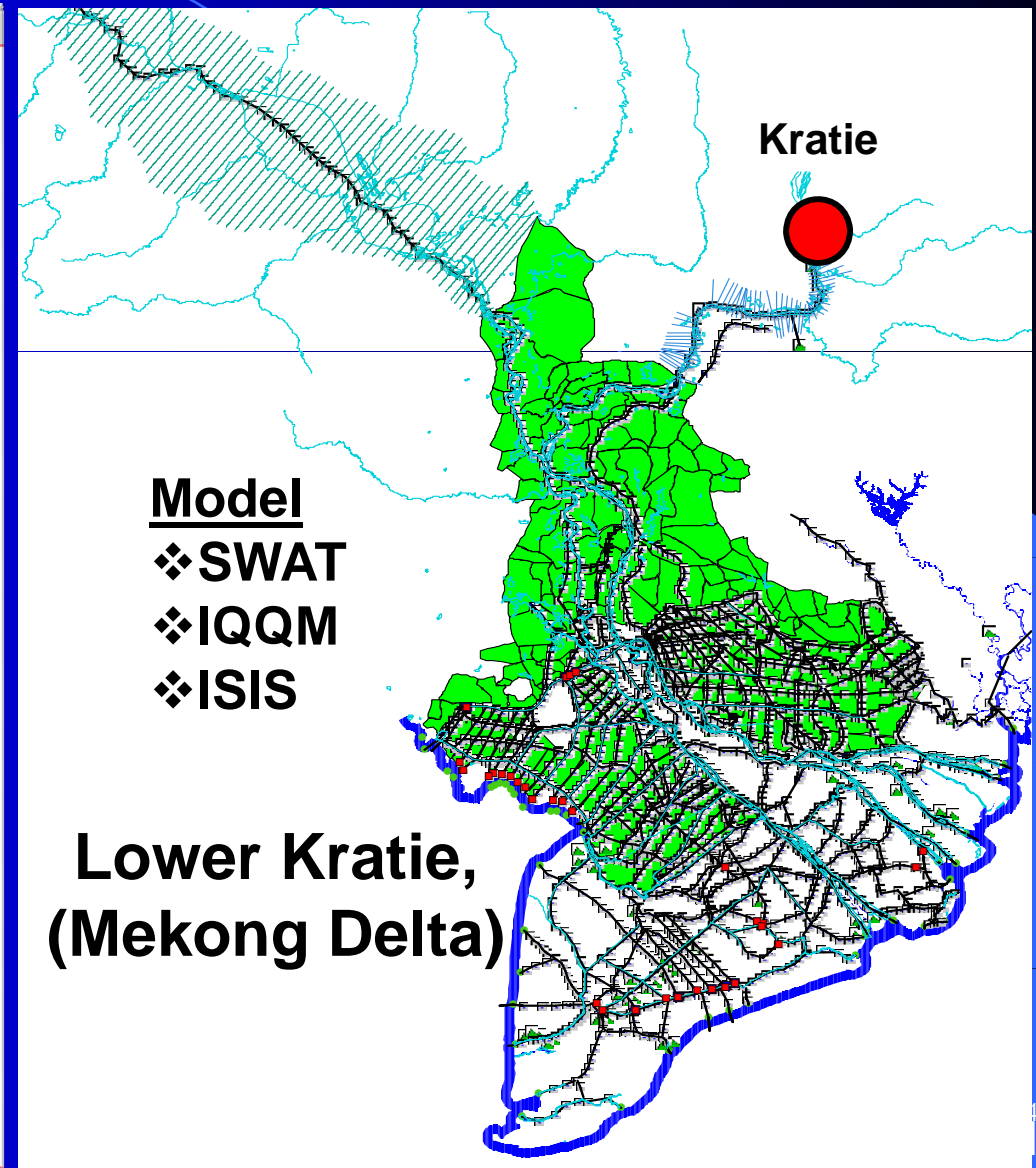 Kratie
Model
❖SWAT
❖IQQM
❖ISIS
Lower Kratie,
(Mekong Delta)